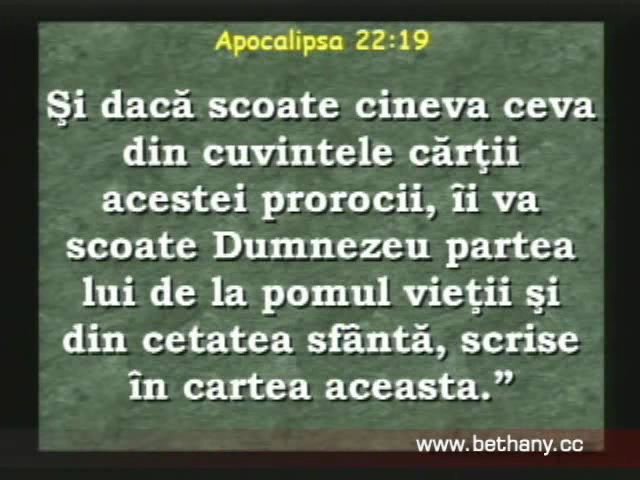 Apocalipsa 22:19
Şi dacă scoate cineva ceva
din cuvintele cărţii
acestei prorocii, îi va
scoate Dumnezeu partea
lui de la pomul vieţii şi
din cetatea sfântă, scrise
în cartea aceasta.”
www.bethany.cc